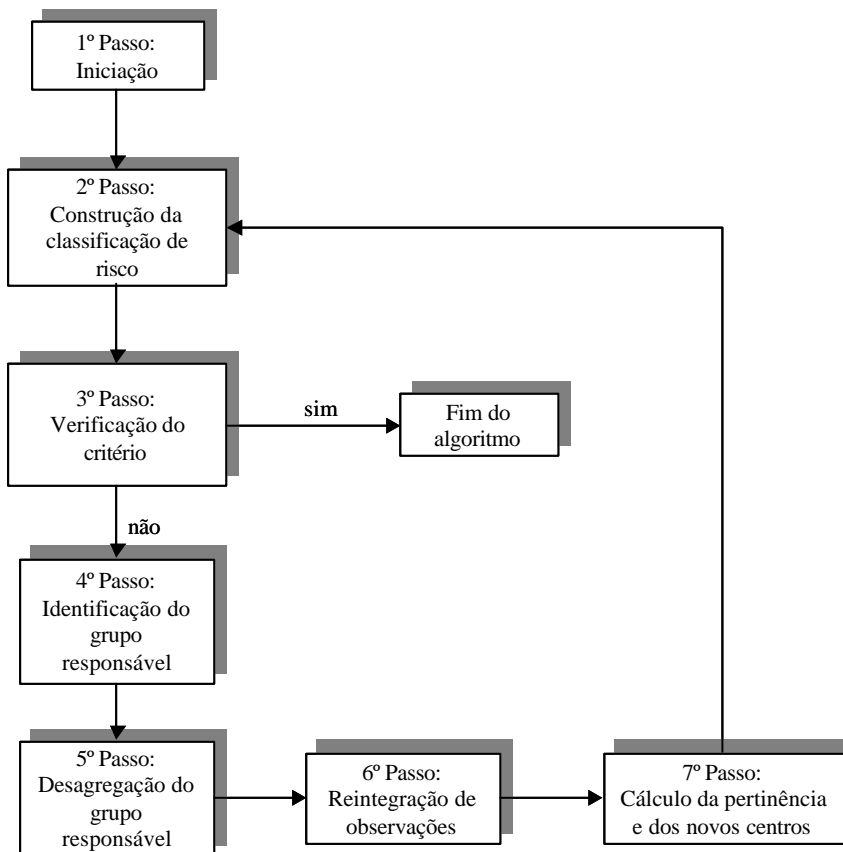 1º Passo:
Iniciação
2º Passo:
Construção da
classificação de
risco
3º Passo:
Verificação do
critério
sim
Fim do
algoritmo
não
4º Passo:
Identificação do
grupo
responsável
5º Passo:
Desagregação do
grupo
responsável
6º Passo:
Reintegração de
observações
7º Passo:
Cálculo da pertinência
e dos novos centros